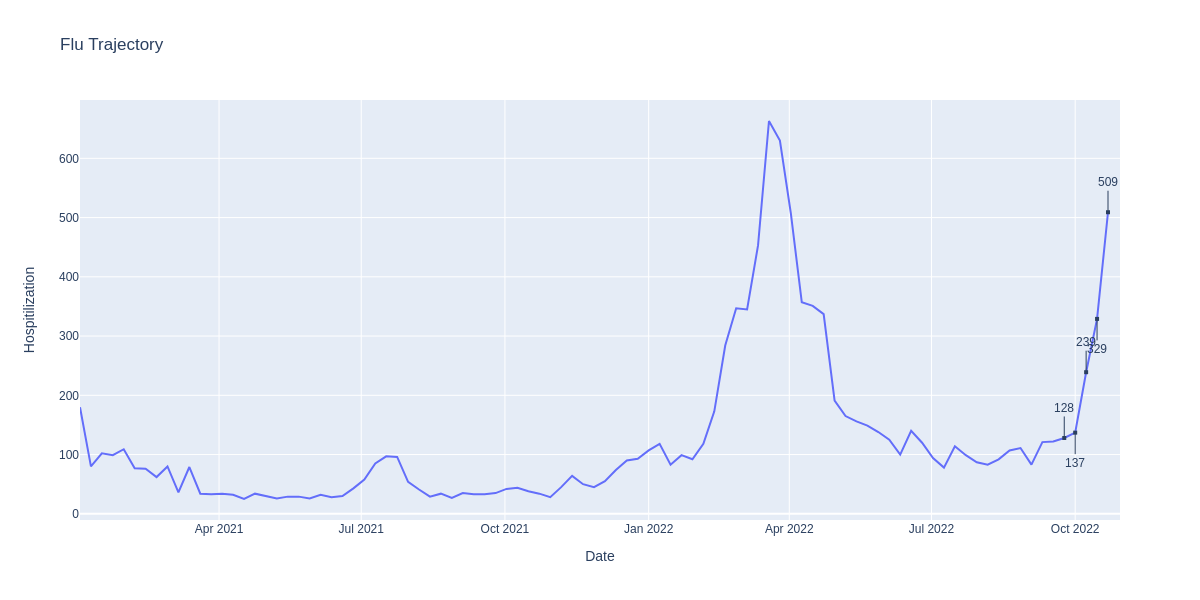 Flu Trajectory
600
500
400
300
200
100
0
Hospitilization
509
239
329
128
137
Apr 2021
Jul 2021
Oct 2021
Jan 2022
Apr 2022
Jul 2022
Oct 2022
Date